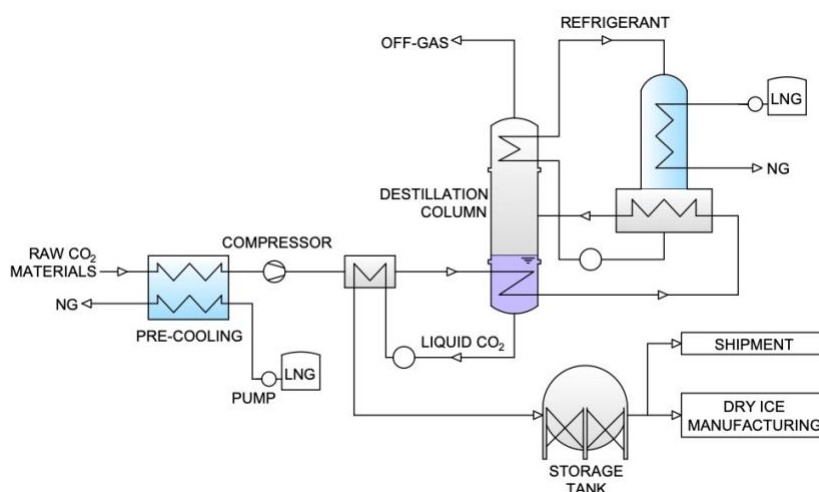 REFRIGERANT
OFF-GAS
LNG
NG
DESTILLATION
COLUMN
COMPRESSOR
RAW CO₂
MATERIALS
NG
PRE-COOLING
LIQUID CO₂
LNG
PUMP
SHIPMENT
DRY ICE
MANUFACTURING
STORAGE
TANK